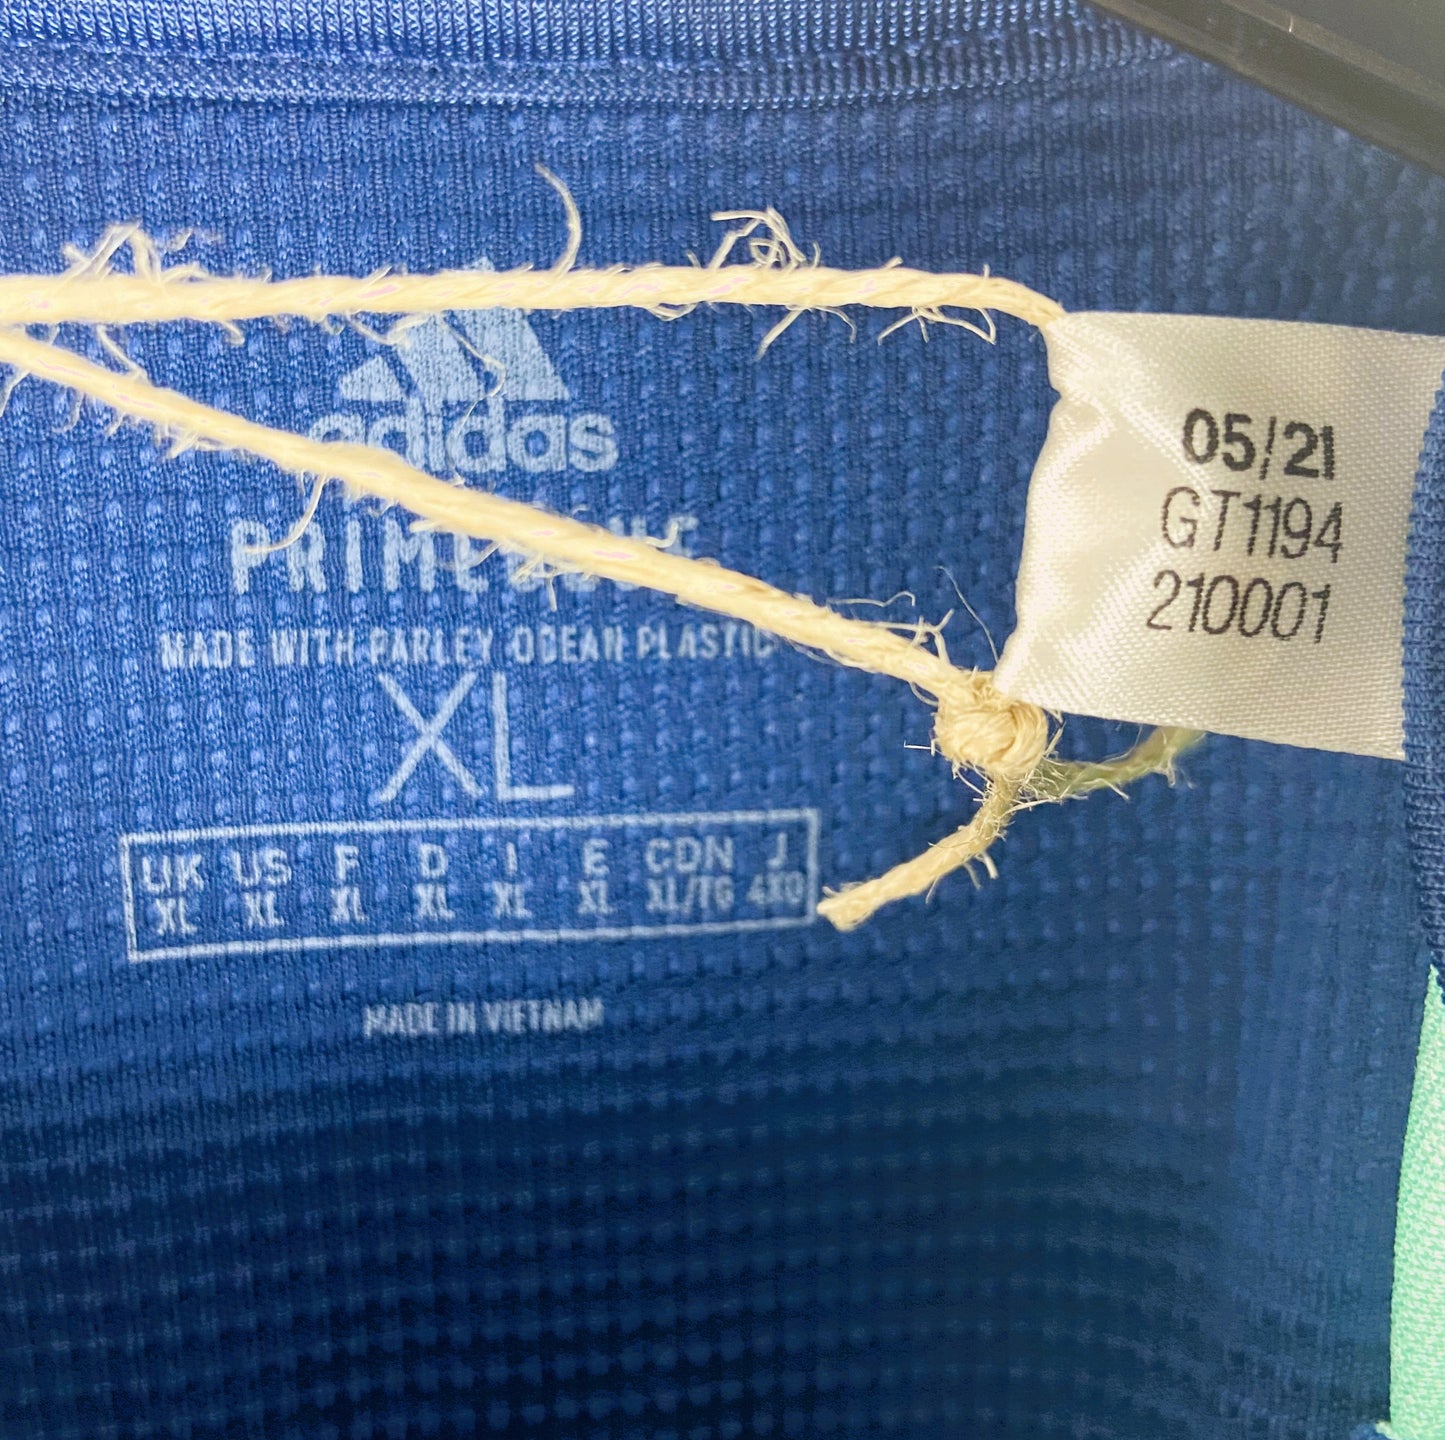 adidas
PRIMEBLUE
MADE WITH PARLEY OCEAN PLASTIC
XL
UK US F D I E CDN J
XL XL XL XL XL XL XL/TG 4XO
MADE IN VIETNAM
05/21
GT1194
210001